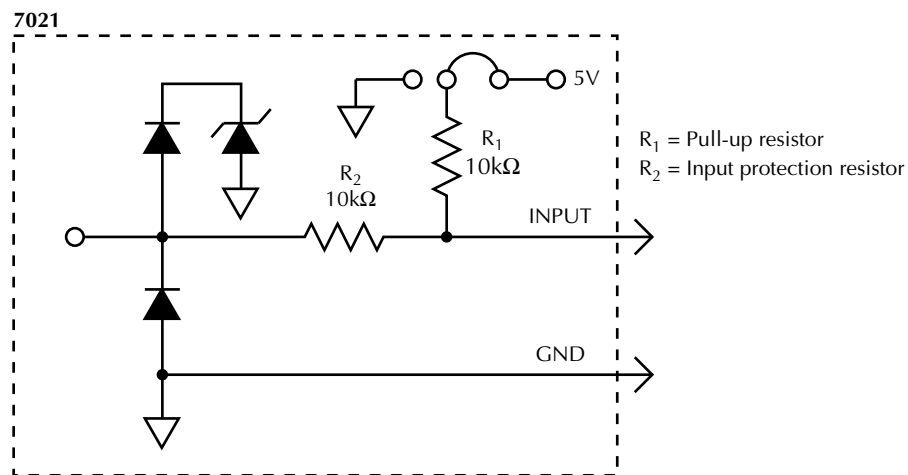 7021
5V
R₁
10kΩ
R₁ = Pull-up resistor
R₂ = Input protection resistor
R₂
10kΩ
INPUT
GND